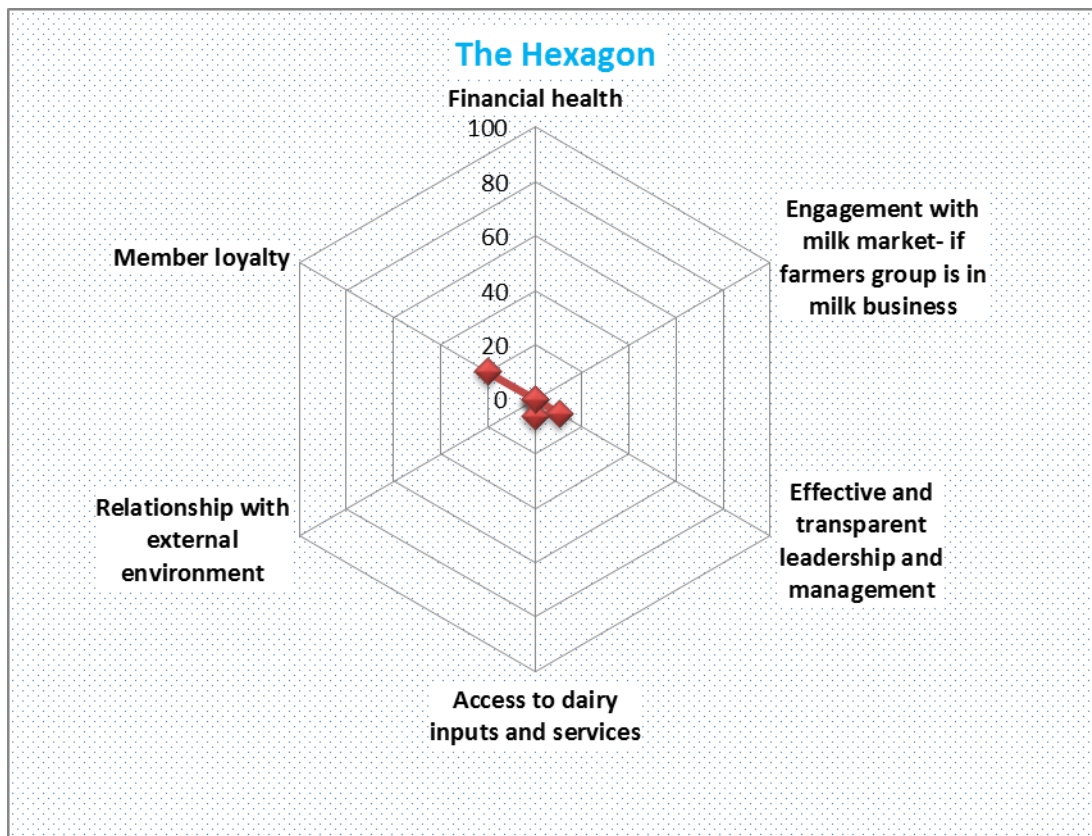 The Hexagon
Financial health
100
80
60
40
20
0
Engagement with
milk market- if
farmers group is in
milk business
Effective and
transparent
leadership and
management
Access to dairy
inputs and services
Relationship with
external
environment
Member loyalty